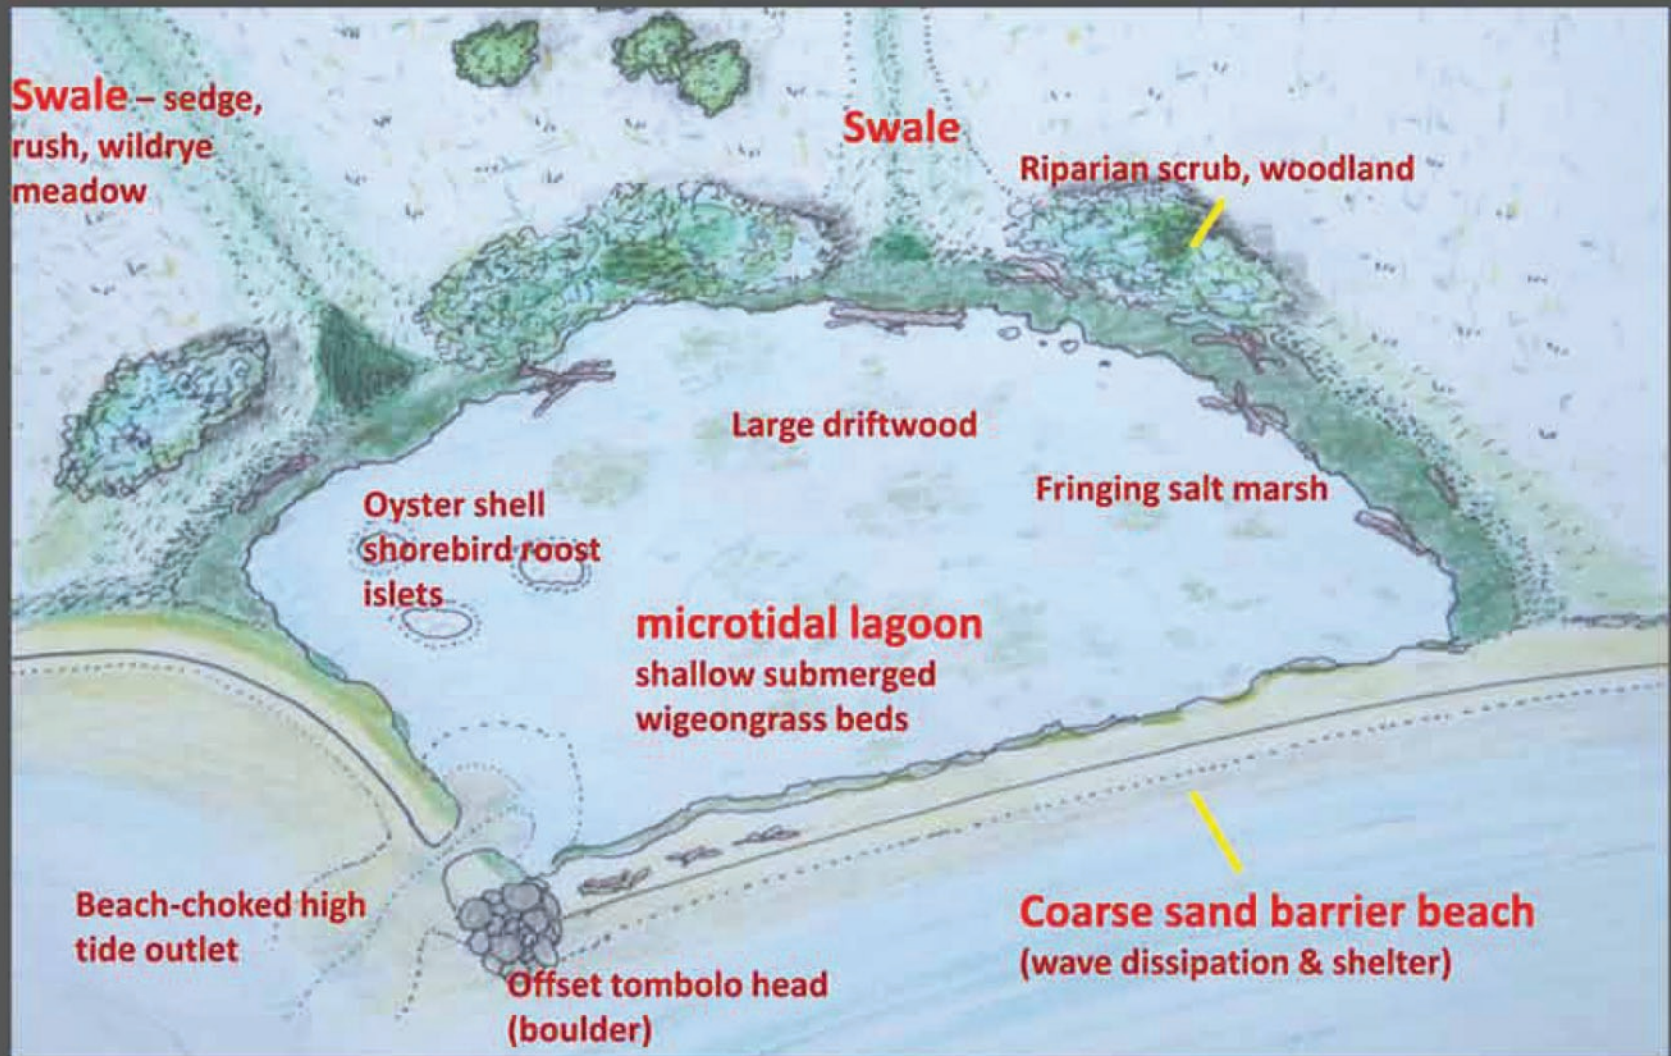 Swale – sedge,
rush, wildrye
meadow
Swale
Riparian scrub, woodland
Large driftwood
Fringing salt marsh
Oyster shell
shorebird roost
islets
microtidal lagoon
shallow submerged
wigeongrass beds
Beach-choked high
tide outlet
Coarse sand barrier beach
(wave dissipation & shelter)
Offset tombolo head
(boulder)